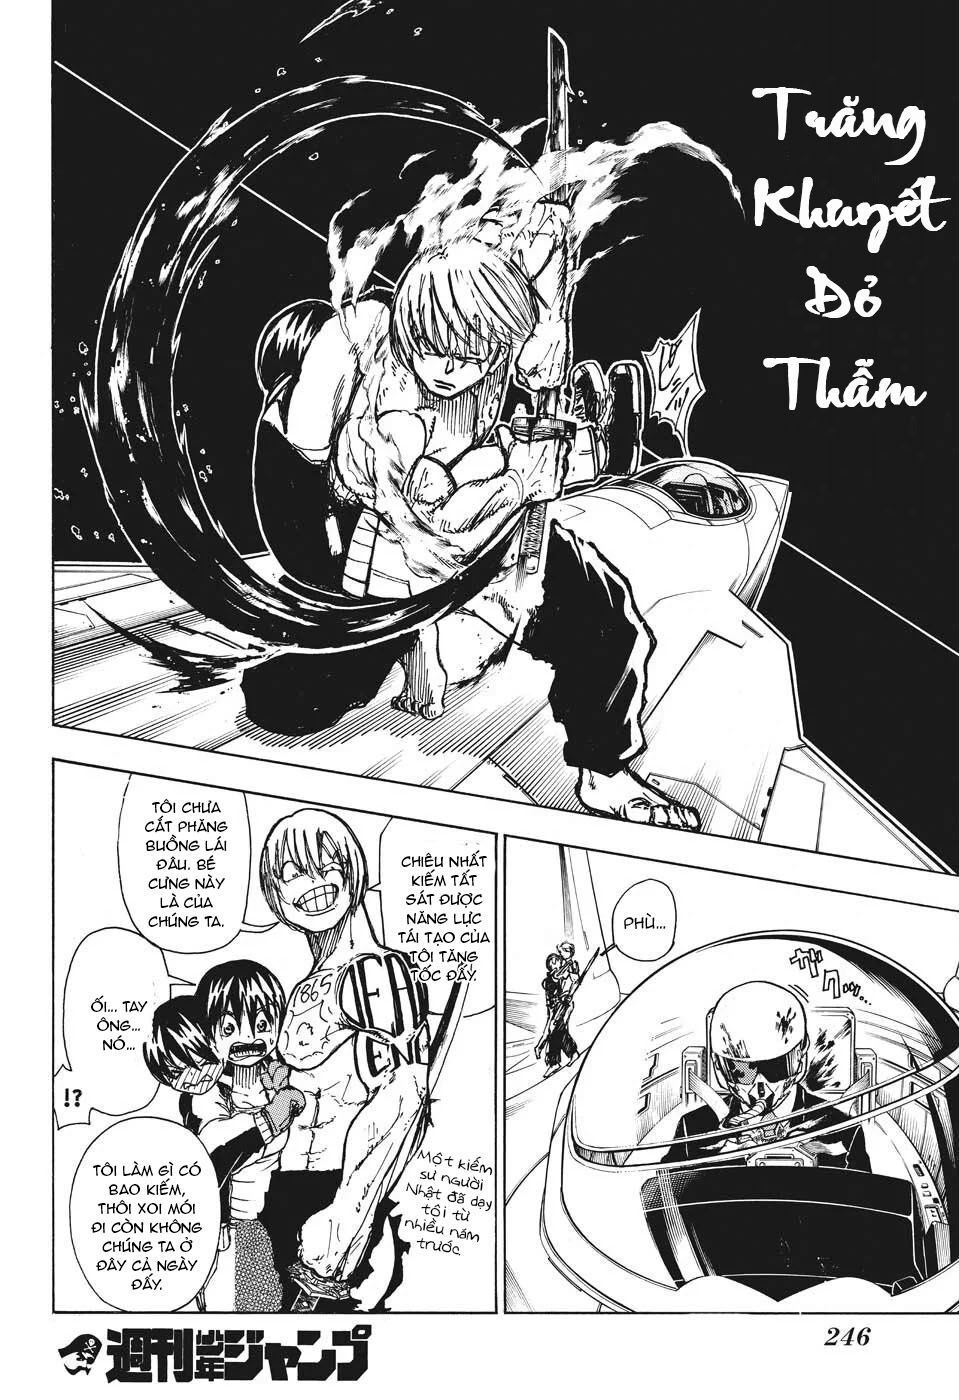 Trăng
Khuyết
Đỏ
Thẫm
TÔI CHƯA
CẮT PHĂNG
BUỒNG LÁI
ĐÂU. BÉ
CƯNG NÀY
LÀ CỦA
CHÚNG TA.
CHIÊU NHẤT
KIẾM TẤT
SÁT ĐƯỢC
NĂNG LỰC
TÁI TẠO CỦA
TÔI TĂNG
TỐC ĐẤY.
ỐI... TAY
ÔNG...
NÓ...
!?
1865
TÔI LÀM GÌ CÓ
BAO KIẾM,
THÔI XOI MÓI
ĐI CÒN KHÔNG
CHÚNG TA Ở
ĐÂY CẢ NGÀY
ĐẤY.
Một kiếm
sư người
Nhật đã dạy
tôi từ
nhiều năm
trước
PHÙ...
ガク...
246
週刊少年ジャンプ